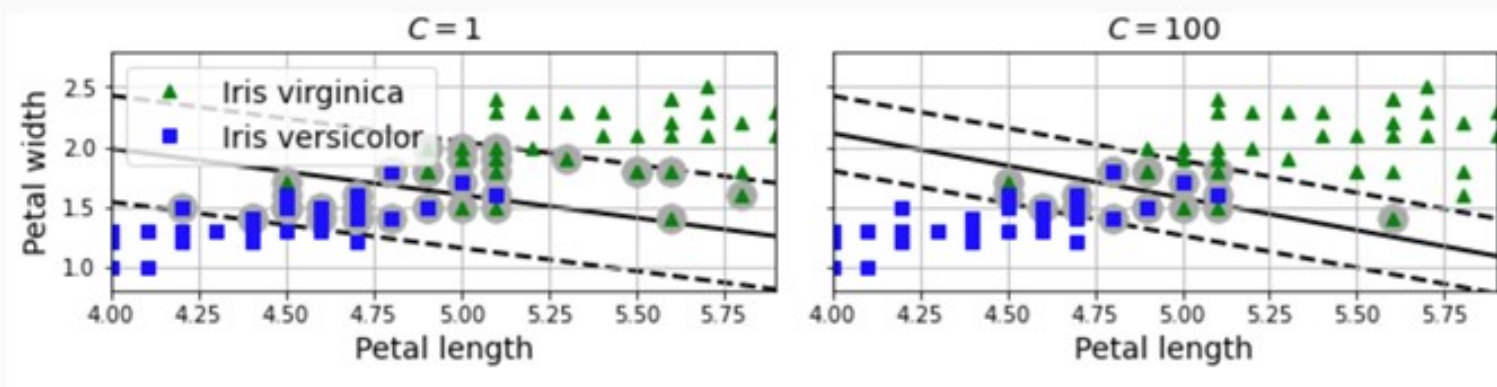 C = 1
Iris virginica
Iris versicolor
Petal width
2.5
2.0
1.5
1.0
4.00 4.25 4.50 4.75 5.00 5.25 5.50 5.75
Petal length
C = 100
4.00 4.25 4.50 4.75 5.00 5.25 5.50 5.75
Petal length